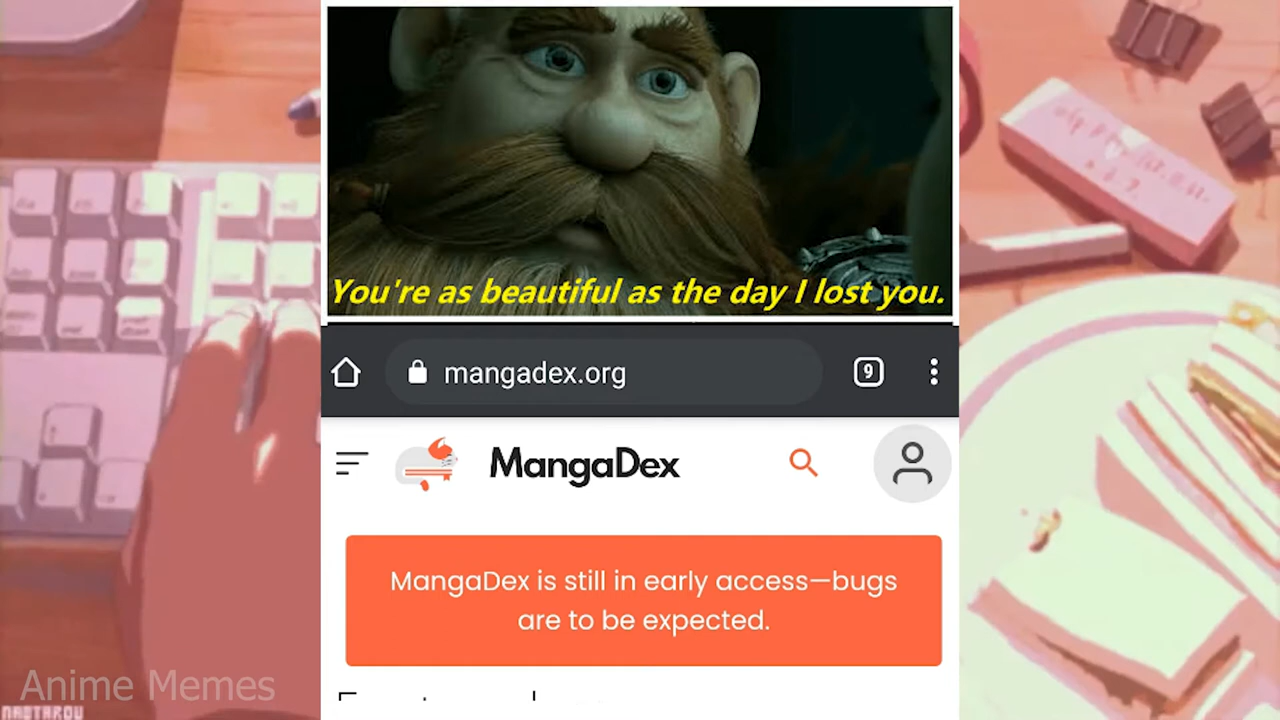 You're as beautiful as the day I lost you.
mangadex.org
9
MangaDex
MangaDex is still in early access—bugs
are to be expected.
Anime Memes